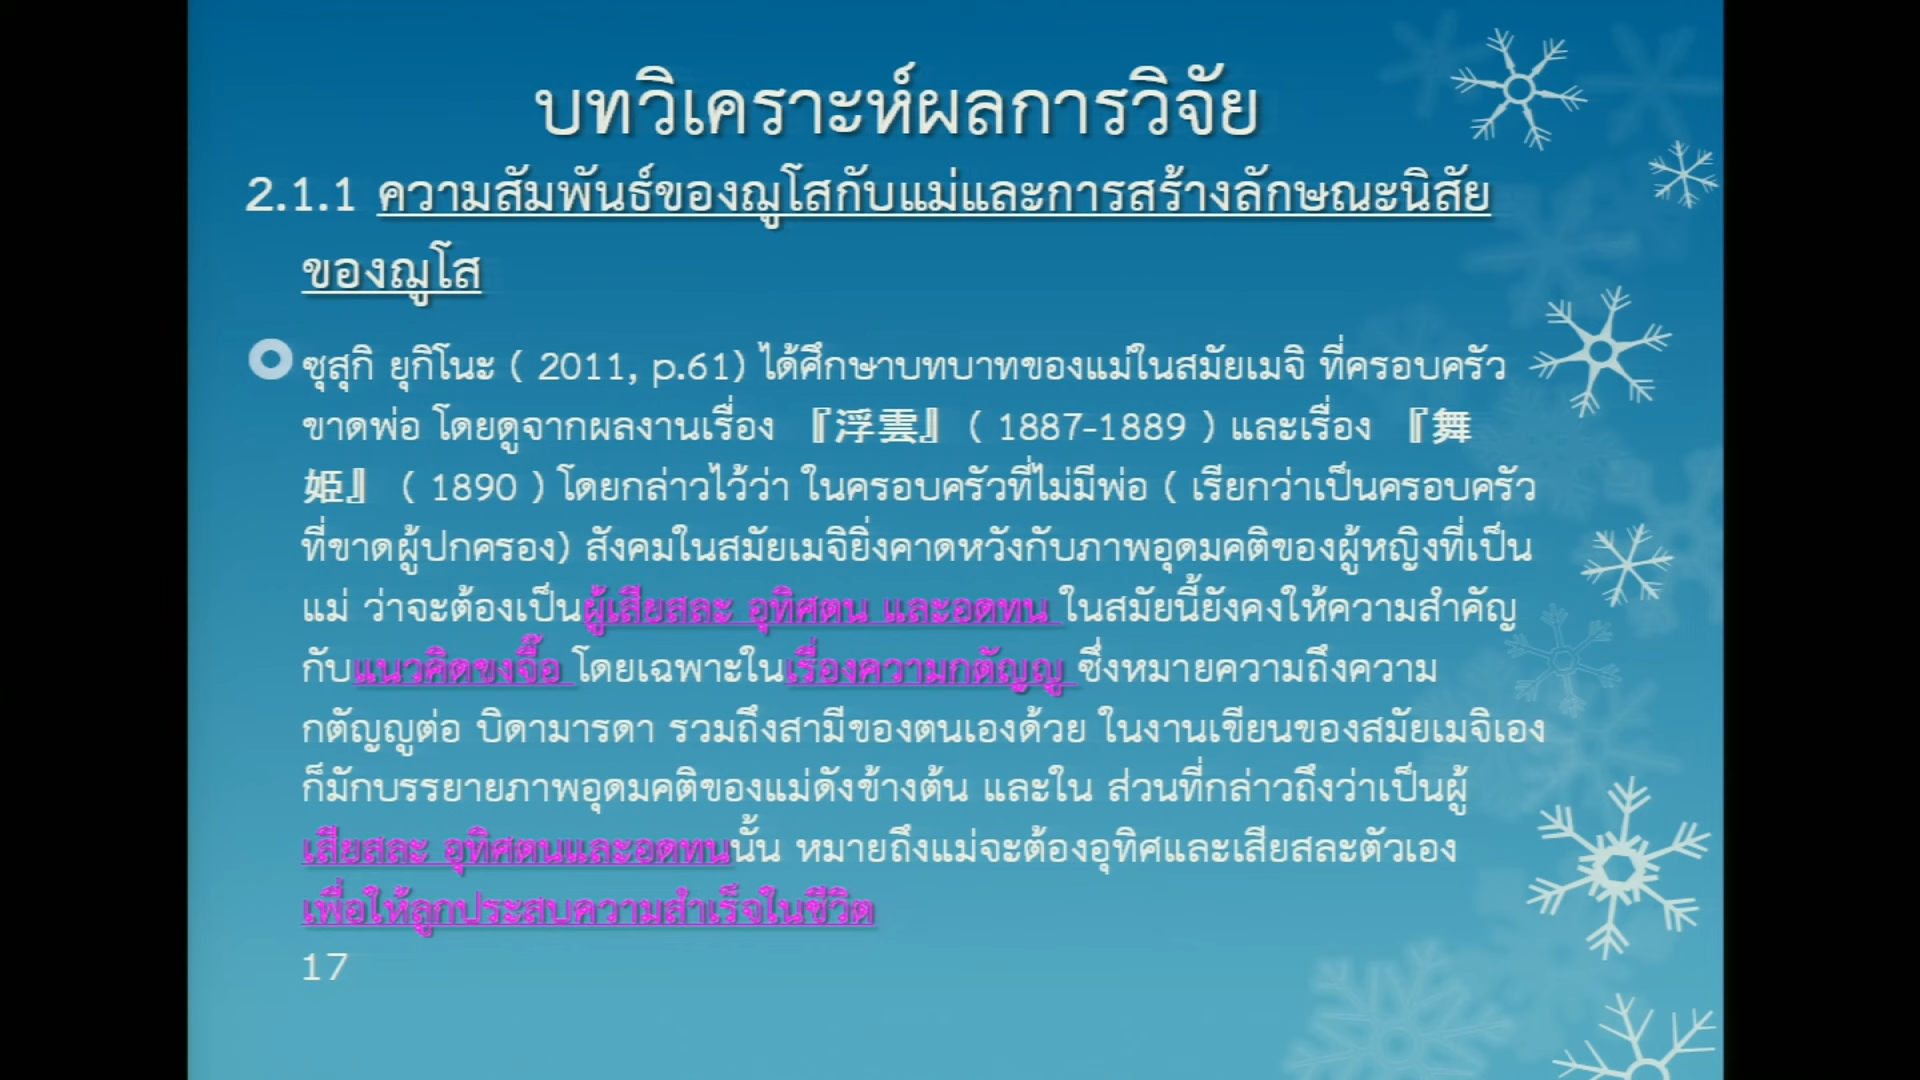 บทวิเคราะห์ผลการวิจัย
2.1.1 ความสัมพันธ์ของฌูโสกับแม่และการสร้างลักษณะนิสัย
ของฌูโส
ซุสุกิ ยุกิโนะ ( 2011, p.61) ได้ศึกษาบทบาทของแม่ในสมัยเมจิ ที่ครอบครัว
ขาดพ่อ โดยดูจากผลงานเรื่อง 『浮雲』 ( 1887-1889 ) และเรื่อง 『舞
姫』 ( 1890 ) โดยกล่าวไว้ว่า ในครอบครัวที่ไม่มีพ่อ ( เรียกว่าเป็นครอบครัว
ที่ขาดผู้ปกครอง) สังคมในสมัยเมจิยิ่งคาดหวังกับภาพอุดมคติของผู้หญิงที่เป็น
แม่ ว่าจะต้องเป็นผู้เสียสละ อุทิศตน และอดทน ในสมัยนี้ยังคงให้ความสำคัญ
กับแนวคิดขงจื๊อ โดยเฉพาะในเรื่องความกตัญญู ซึ่งหมายความถึงความ
กตัญญูต่อ บิดามารดา รวมถึงสามีของตนเองด้วย ในงานเขียนของสมัยเมจิเอง
ก็มักบรรยายภาพอุดมคติของแม่ดังข้างต้น และใน ส่วนที่กล่าวถึงว่าเป็นผู้
เสียสละ อุทิศตนและอดทนนั้น หมายถึงแม่จะต้องอุทิศและเสียสละตัวเอง
เพื่อให้ลูกประสบความสำเร็จในชีวิต
17